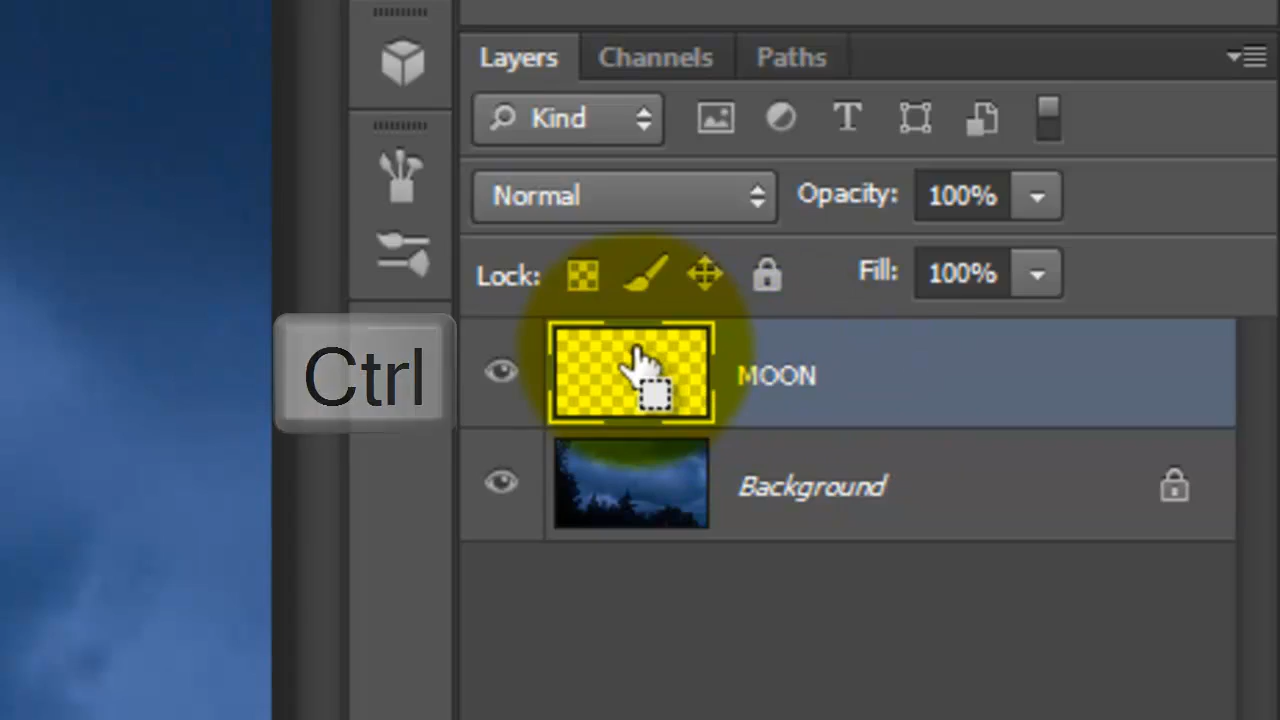 Layers Channels Paths
Kind
Normal Opacity: 100%
Lock: Fill: 100%
Ctrl MOON
Background